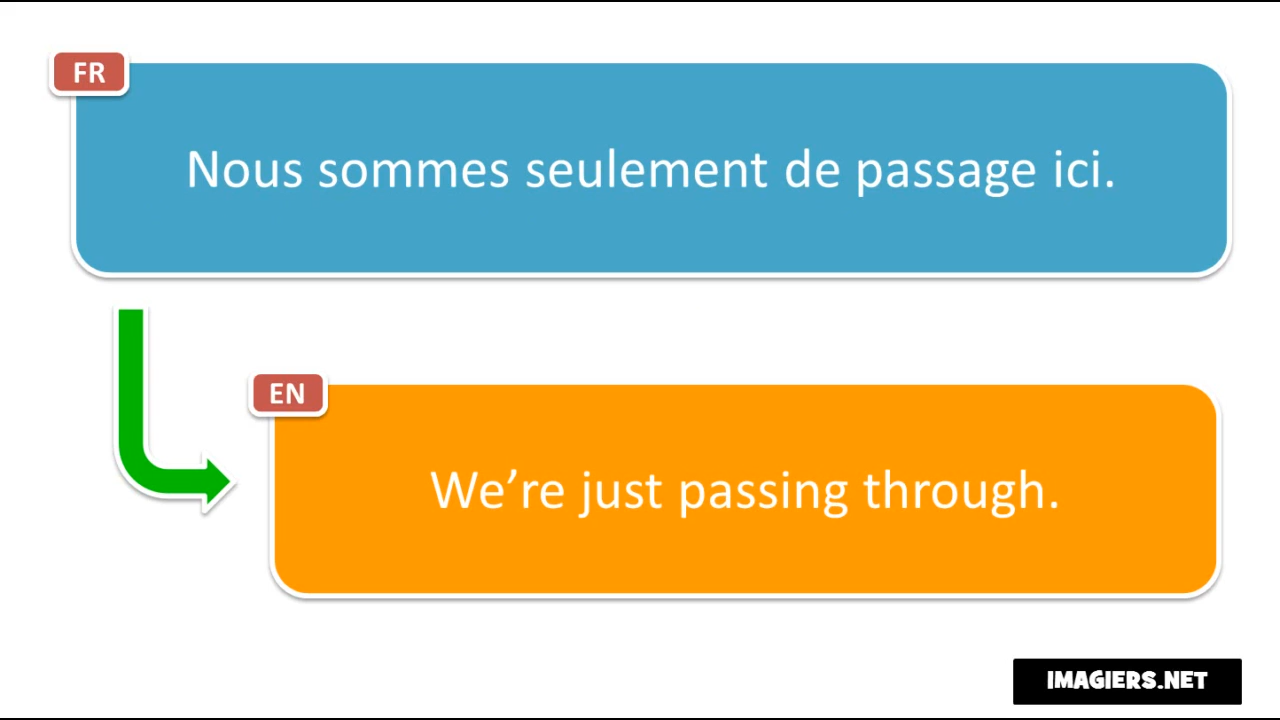 FR
Nous sommes seulement de passage ici.
EN
We’re just passing through.
IMAGIERS.NET